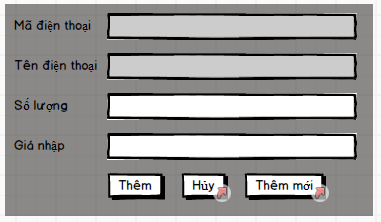 Mã điện thoại
Tên điện thoại
Số lượng
Giá nhập
Thêm Hủy Thêm mới